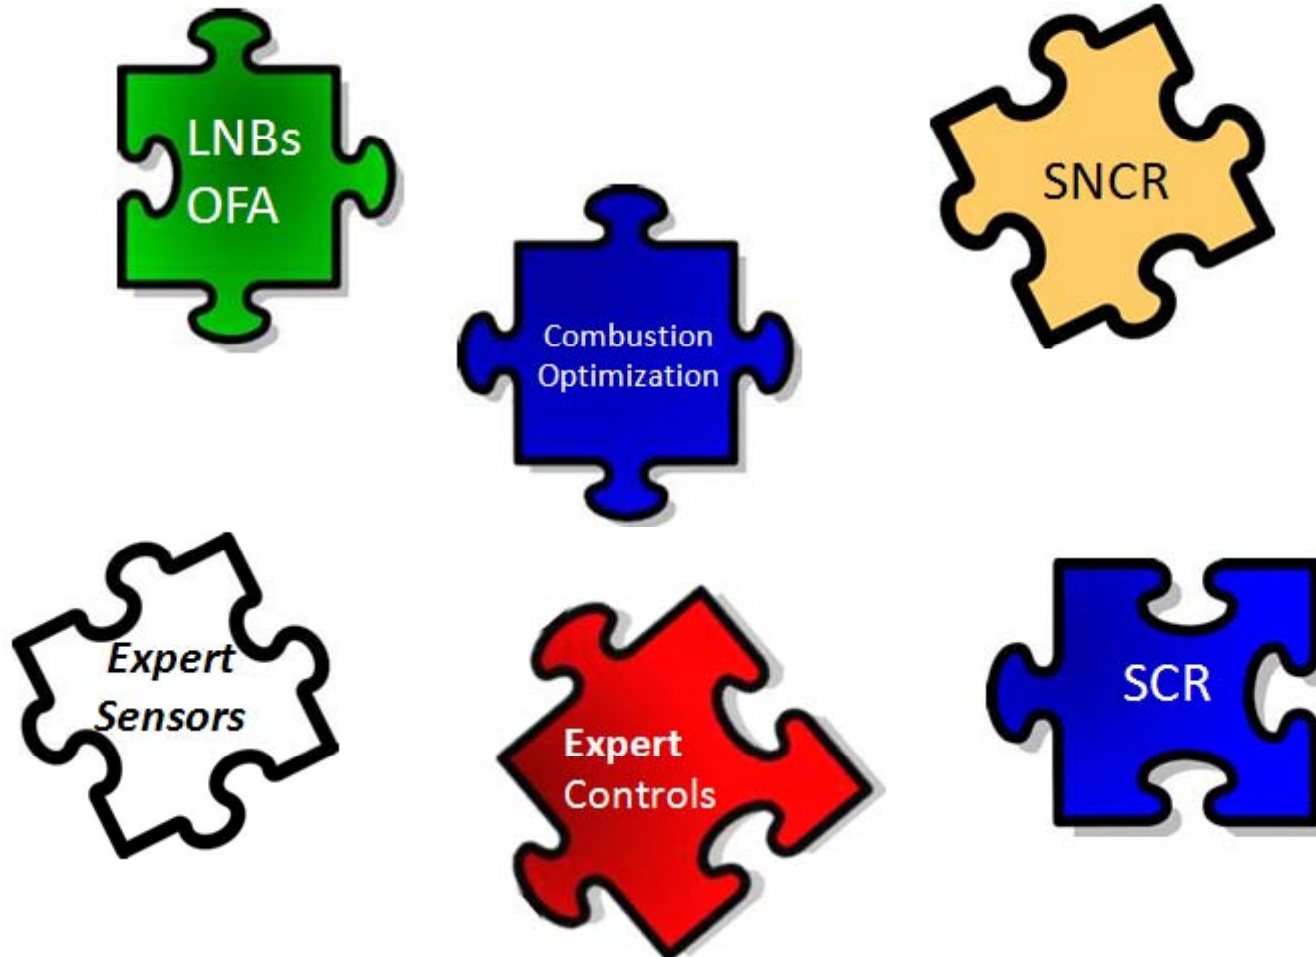 LNBs
OFA
SNCR
Combustion
Optimization
Expert
Sensors
Expert
Controls
SCR